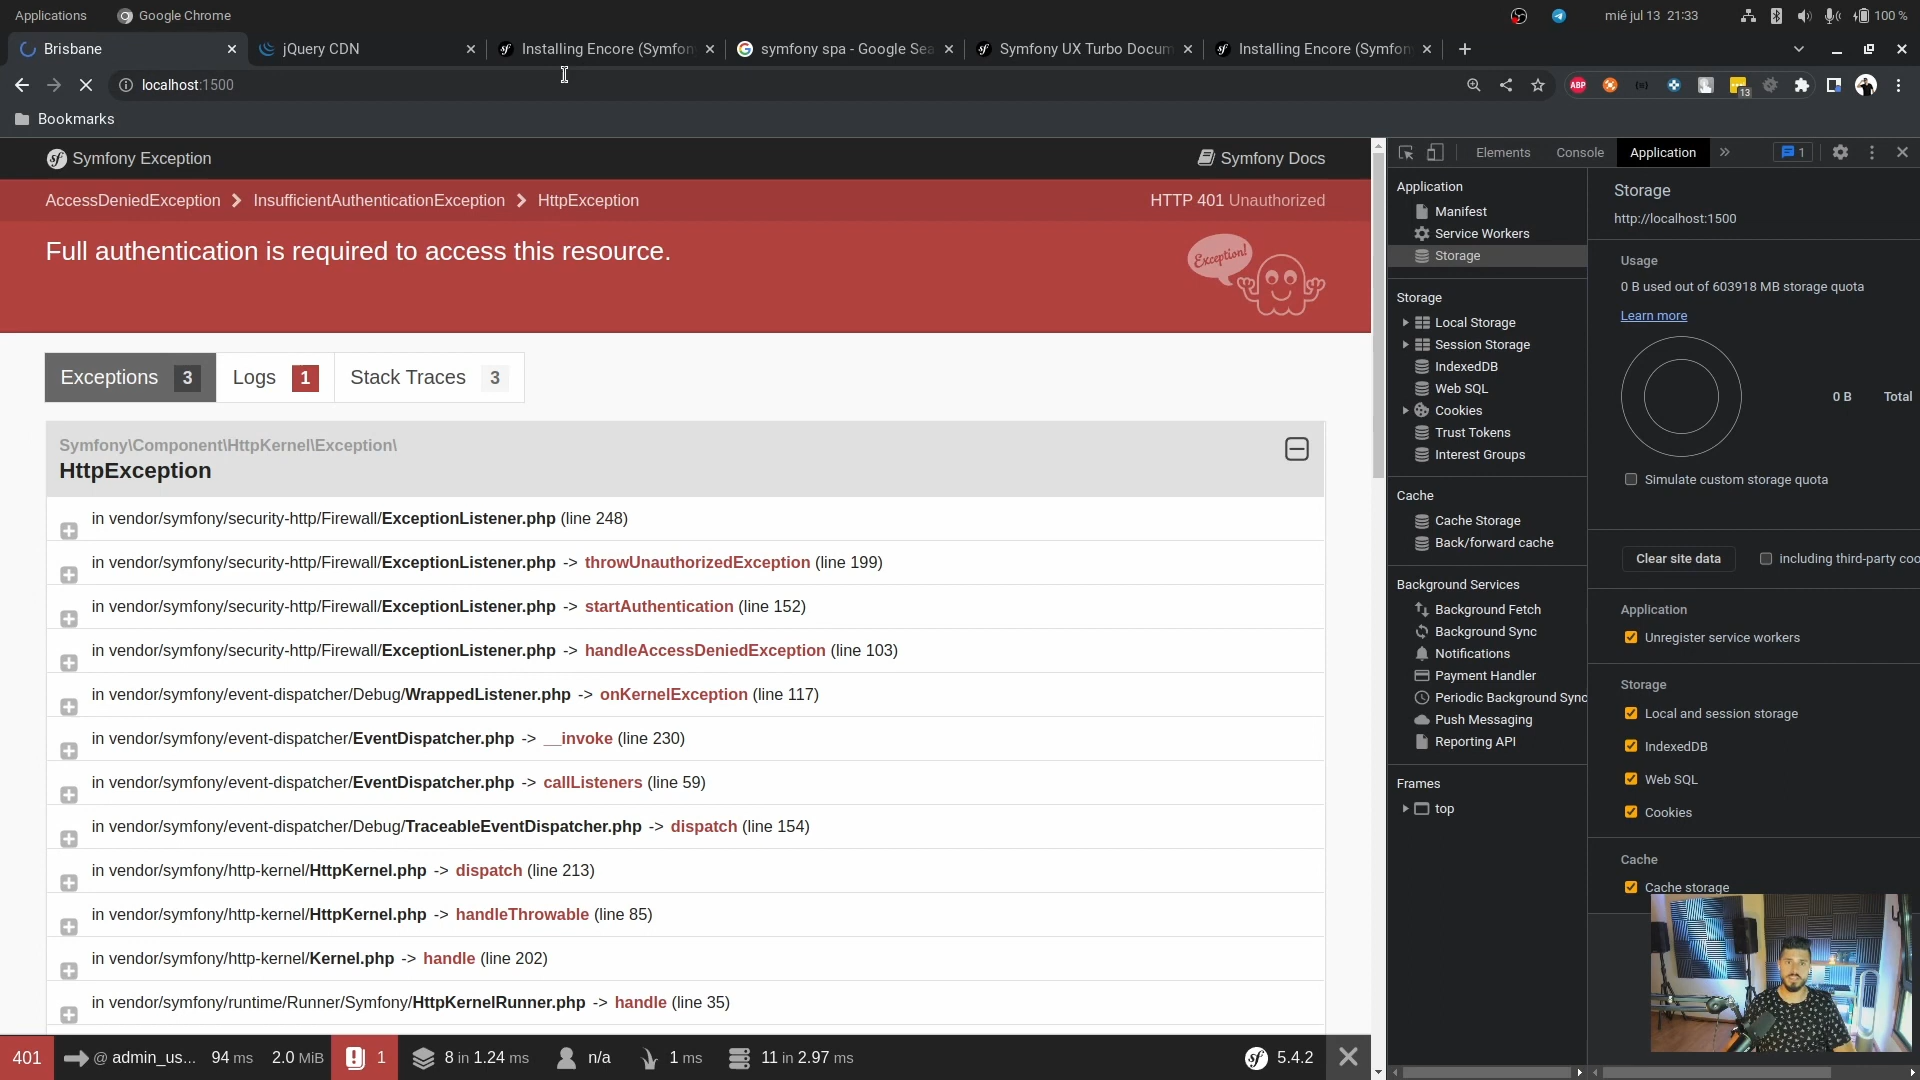 Applications
Google Chrome
mié jul 13 21:33
100 %
Brisbane
jQuery CDN
Installing Encore (Symfon
symfony spa - Google Sea
Symfony UX Turbo Docum
Installing Encore (Symfon
localhost:1500
ABP
13
Bookmarks
sf Symfony Exception
Symfony Docs
AccessDeniedException
InsufficientAuthenticationException
HttpException
HTTP 401 Unauthorized
Full authentication is required to access this resource.
Exception!
Exceptions 3
Logs 1
Stack Traces 3
Symfony\Component\HttpKernel\Exception\
HttpException
in vendor/symfony/security-http/Firewall/ExceptionListener.php (line 248)
in vendor/symfony/security-http/Firewall/ExceptionListener.php -> throwUnauthorizedException (line 199)
in vendor/symfony/security-http/Firewall/ExceptionListener.php -> startAuthentication (line 152)
in vendor/symfony/security-http/Firewall/ExceptionListener.php -> handleAccessDeniedException (line 103)
in vendor/symfony/event-dispatcher/Debug/WrappedListener.php -> onKernelException (line 117)
in vendor/symfony/event-dispatcher/EventDispatcher.php -> __invoke (line 230)
in vendor/symfony/event-dispatcher/EventDispatcher.php -> callListeners (line 59)
in vendor/symfony/event-dispatcher/Debug/TraceableEventDispatcher.php -> dispatch (line 154)
in vendor/symfony/http-kernel/HttpKernel.php -> dispatch (line 213)
in vendor/symfony/http-kernel/HttpKernel.php -> handleThrowable (line 85)
in vendor/symfony/http-kernel/Kernel.php -> handle (line 202)
in vendor/symfony/runtime/Runner/Symfony/HttpKernelRunner.php -> handle (line 35)
401
@ admin_us...
94 ms
2.0 MiB
1
8 in 1.24 ms
n/a
1 ms
11 in 2.97 ms
sf 5.4.2
Elements
Console
Application
1
Application
Manifest
Service Workers
Storage
Storage
Local Storage
Session Storage
IndexedDB
Web SQL
Cookies
Trust Tokens
Interest Groups
Cache
Cache Storage
Back/forward cache
Background Services
Background Fetch
Background Sync
Notifications
Payment Handler
Periodic Background Sync
Push Messaging
Reporting API
Frames
top
Storage
http://localhost:1500
Usage
0 B used out of 603918 MB storage quota
Learn more
0 B Total
Simulate custom storage quota
Clear site data
including third-party coo
Application
Unregister service workers
Storage
Local and session storage
IndexedDB
Web SQL
Cookies
Cache
Cache storage